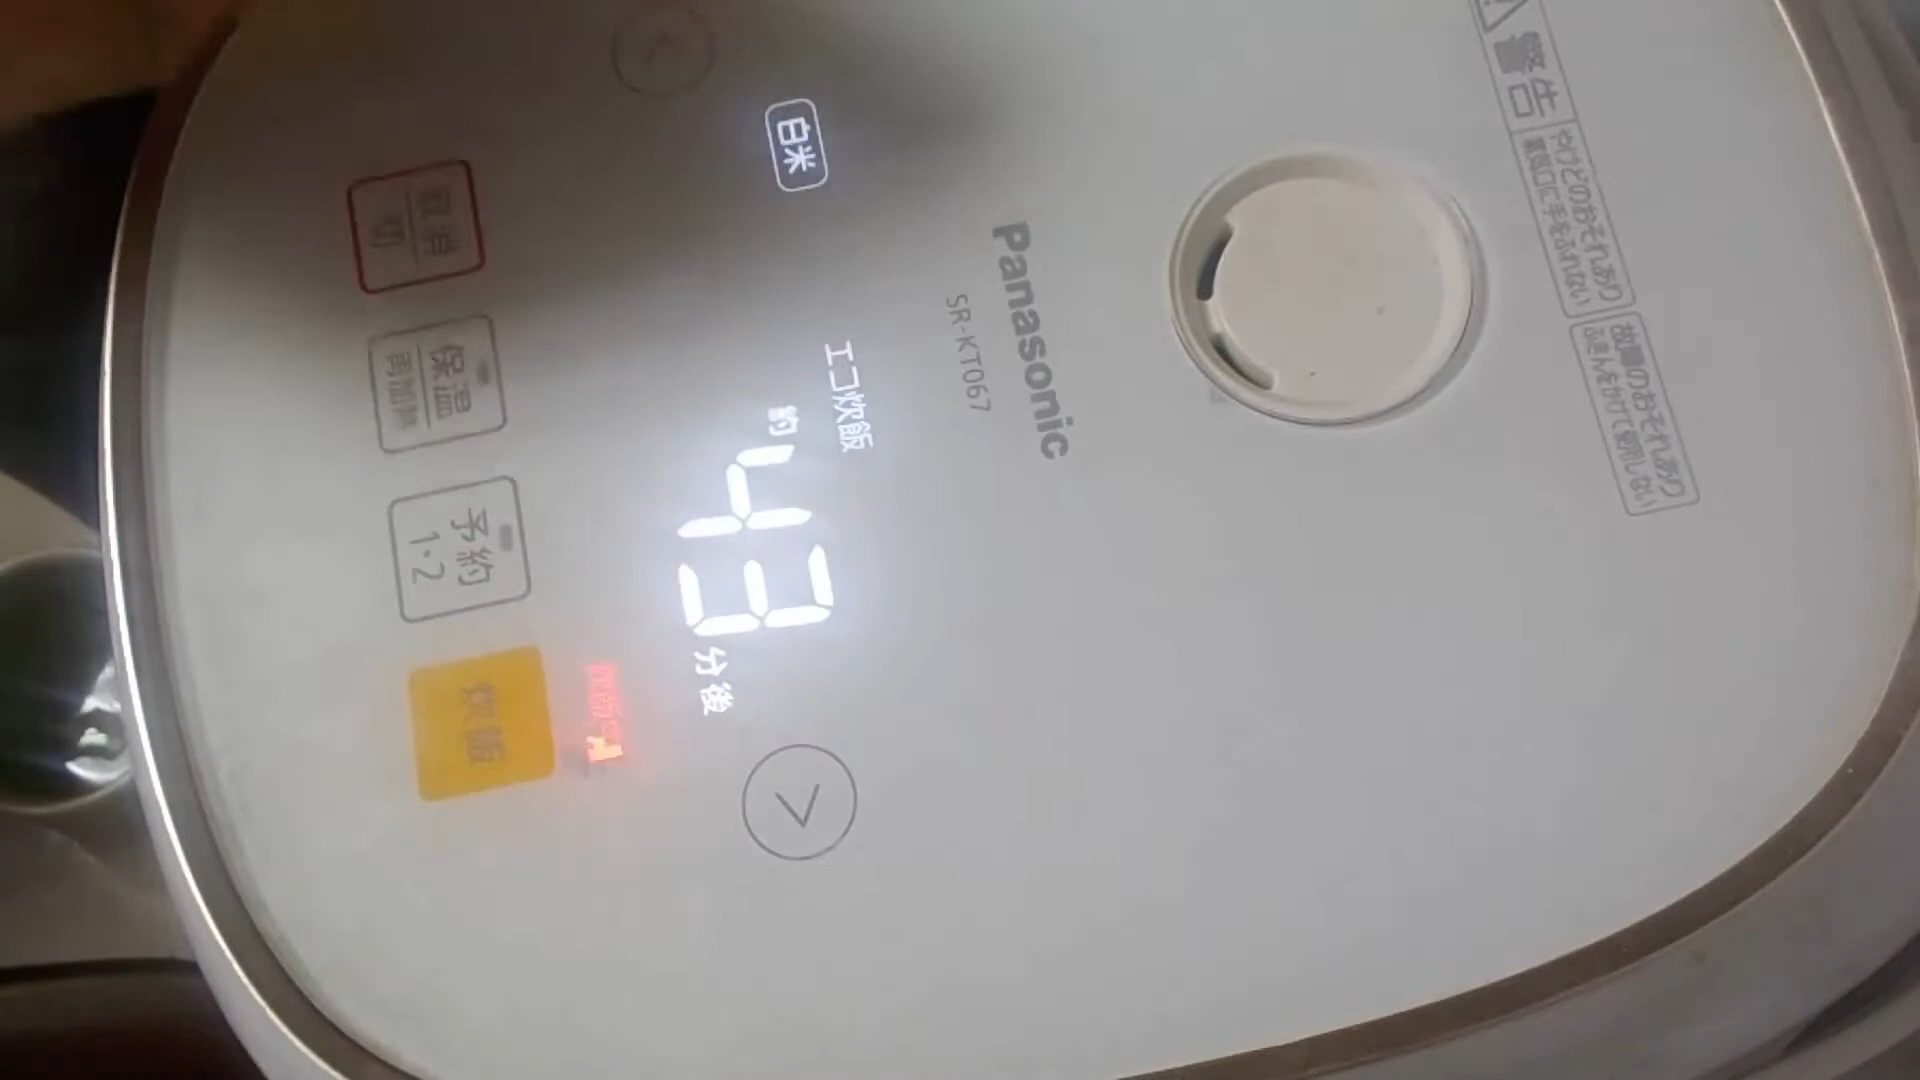 警告
やけどのおそれあり
蒸気口に手をふれない
故障のおそれあり
ふきんをかけて使用しない
Panasonic
SR-KT067
白米
エコ炊飯
約
43
分後
取消
切
保温
再加熱
予約
1・2
炊飯